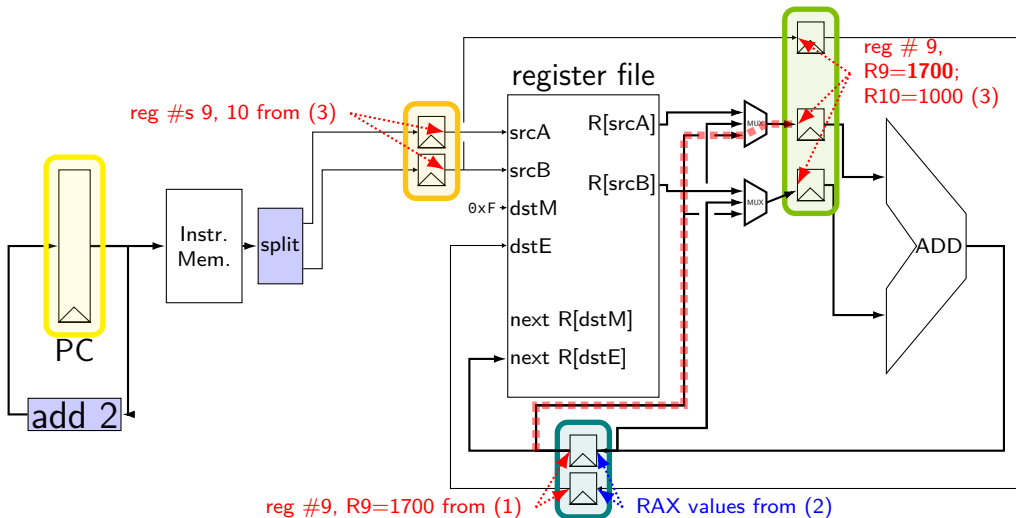 reg # 9,
R9=1700;
R10=1000 (3)
register file
reg #s 9, 10 from (3)
srcA
R[srcA]
MUX
srcB
R[srcB]
MUX
0xF
dstM
dstE
Instr.
Mem.
split
ADD
next R[dstM]
next R[dstE]
PC
add 2
reg #9, R9=1700 from (1)
RAX values from (2)